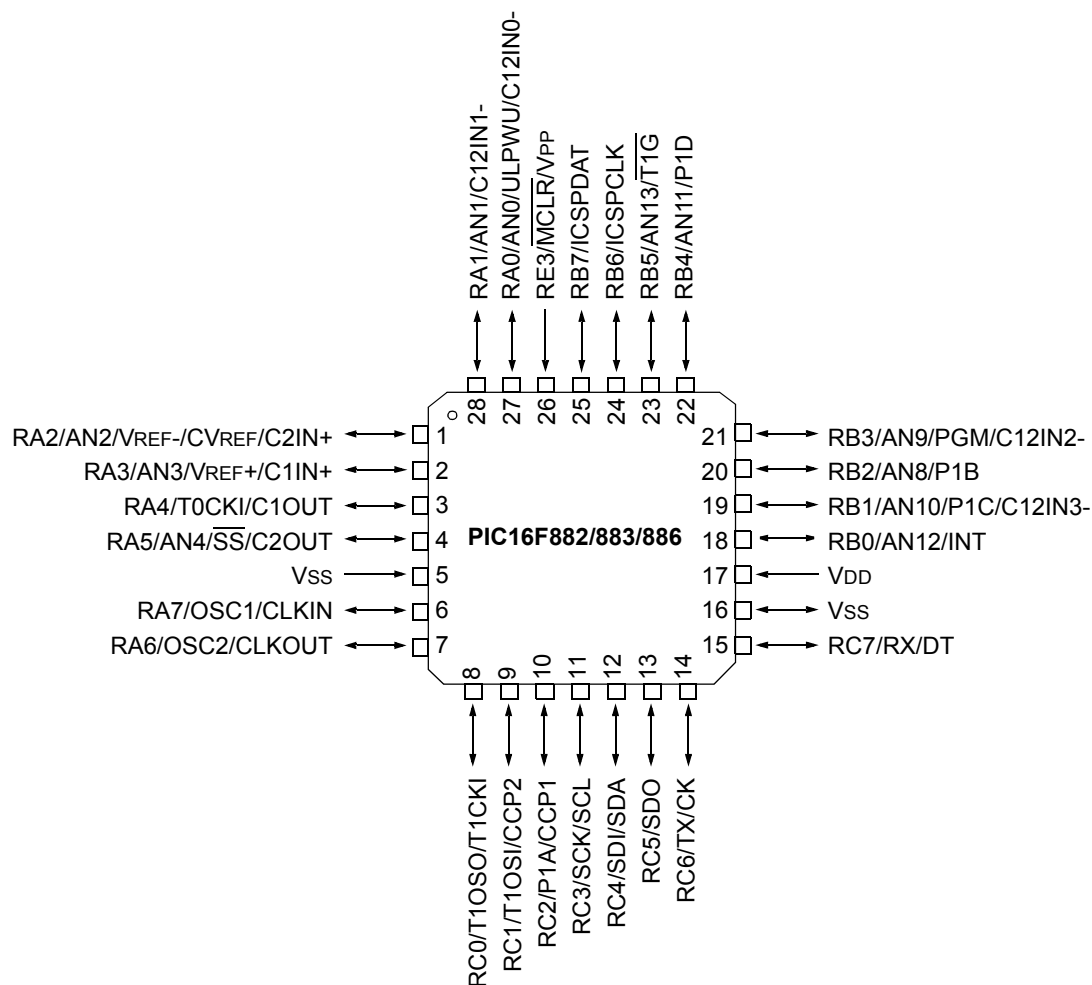 RA1/AN1/C12IN1-
RA0/AN0/ULPWU/C12IN0-
RE3/MCLR/VPP
RB7/ICSPDAT
RB6/ICSPCLK
RB5/AN13/T1G
RB4/AN11/P1D
28
27
26
25
24
23
22
RA2/AN2/VREF-/CVREF/C2IN+
1
RA3/AN3/VREF+/C1IN+
2
RA4/T0CKI/C1OUT
3
RA5/AN4/SS/C2OUT
4
VSS
5
RA7/OSC1/CLKIN
6
RA6/OSC2/CLKOUT
7
PIC16F882/883/886
21
RB3/AN9/PGM/C12IN2-
20
RB2/AN8/P1B
19
RB1/AN10/P1C/C12IN3-
18
RB0/AN12/INT
17
VDD
16
VSS
15
RC7/RX/DT
8
9
10
11
12
13
14
RC0/T1OSO/T1CKI
RC1/T1OSI/CCP2
RC2/P1A/CCP1
RC3/SCK/SCL
RC4/SDI/SDA
RC5/SDO
RC6/TX/CK